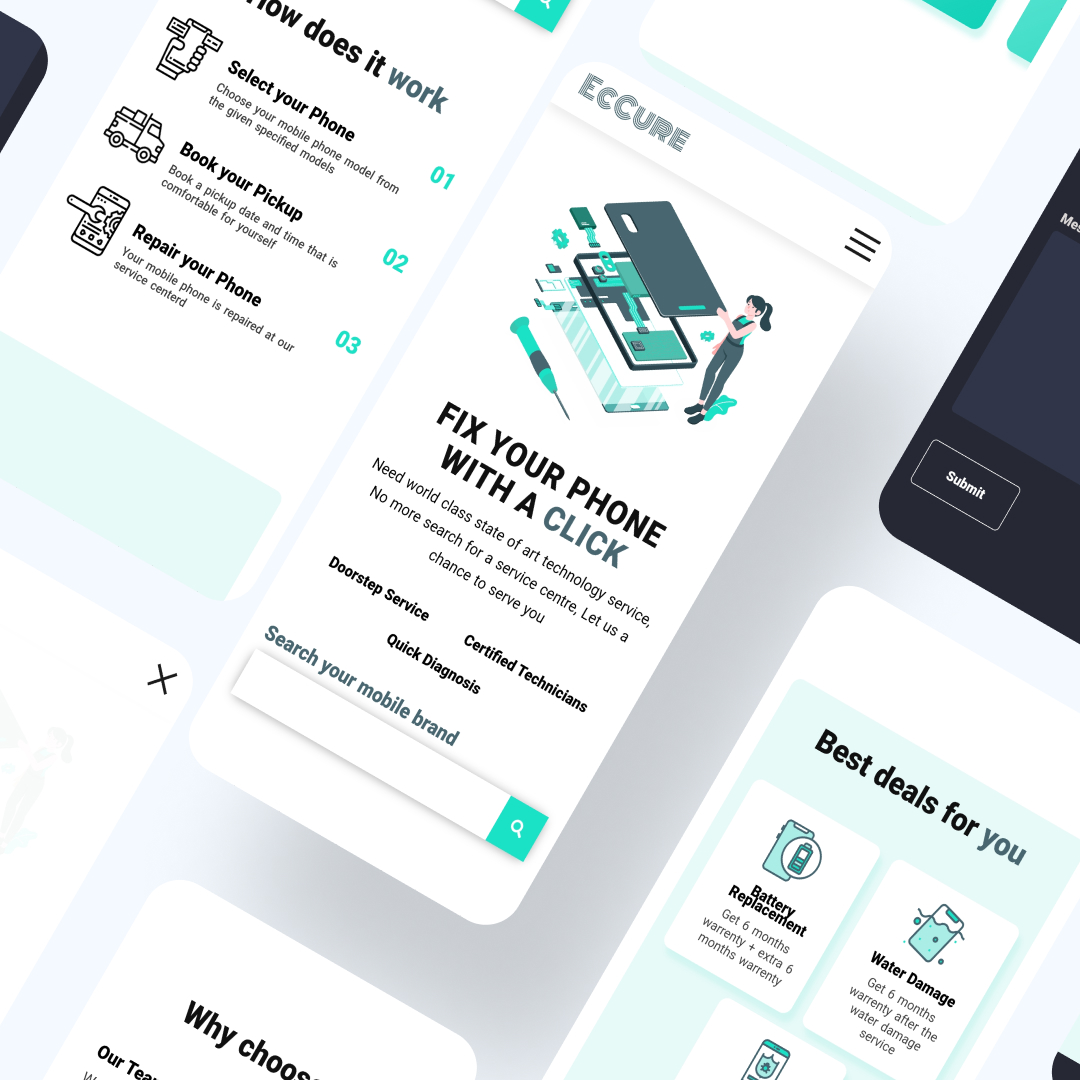 How does it work
Select your Phone
Choose your mobile phone model from
the given specified models
01
Book your Pickup
Book a pickup date and time that is
comfortable for yourself
02
Repair your Phone
Your mobile phone is repaired at our
service centerd
03
EcCURE
FIX YOUR PHONE
WITH A CLICK
Need world class state of art technology service,
No more search for a service centre, Let us a
chance to serve you
Doorstep Service
Certified Technicians
Quick Diagnosis
Search your mobile brand
Submit
Best deals for you
Battery
Replacement
Get 6 months
warrenty + extra 6
months warrenty
Water Damage
Get 6 months
warrenty after the
water damage
service
Why choos
Our Tea